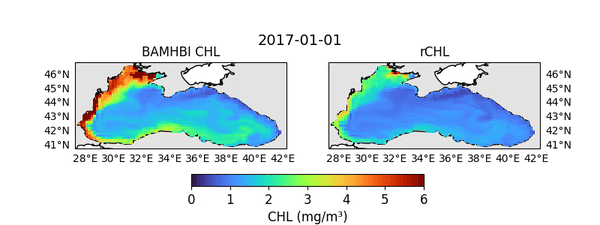 2017-01-01
BAMHBI CHL
rCHL
46°N
45°N
44°N
43°N
42°N
41°N
28°E 30°E 32°E 34°E 36°E 38°E 40°E 42°E
46°N
45°N
44°N
43°N
42°N
41°N
28°E 30°E 32°E 34°E 36°E 38°E 40°E 42°E
0 1 2 3 4 5 6
CHL (mg/m³)